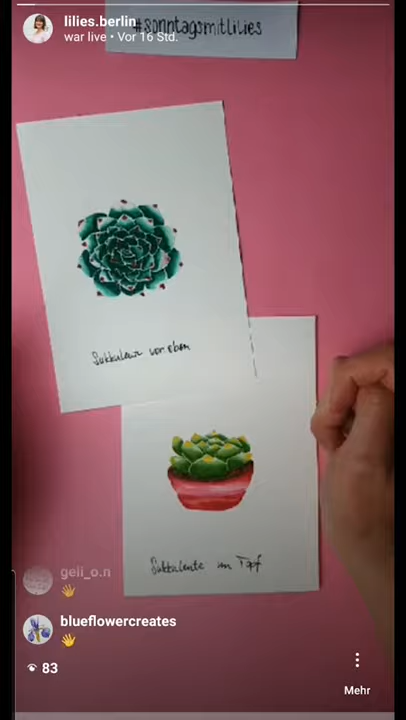 #sonntagsmitlilies
lilies.berlin
war live • Vor 16 Std.
Sukkulente von oben
Sukkulente im Topf
geli_o.n
👋
blueflowercreates
👋
83
Mehr